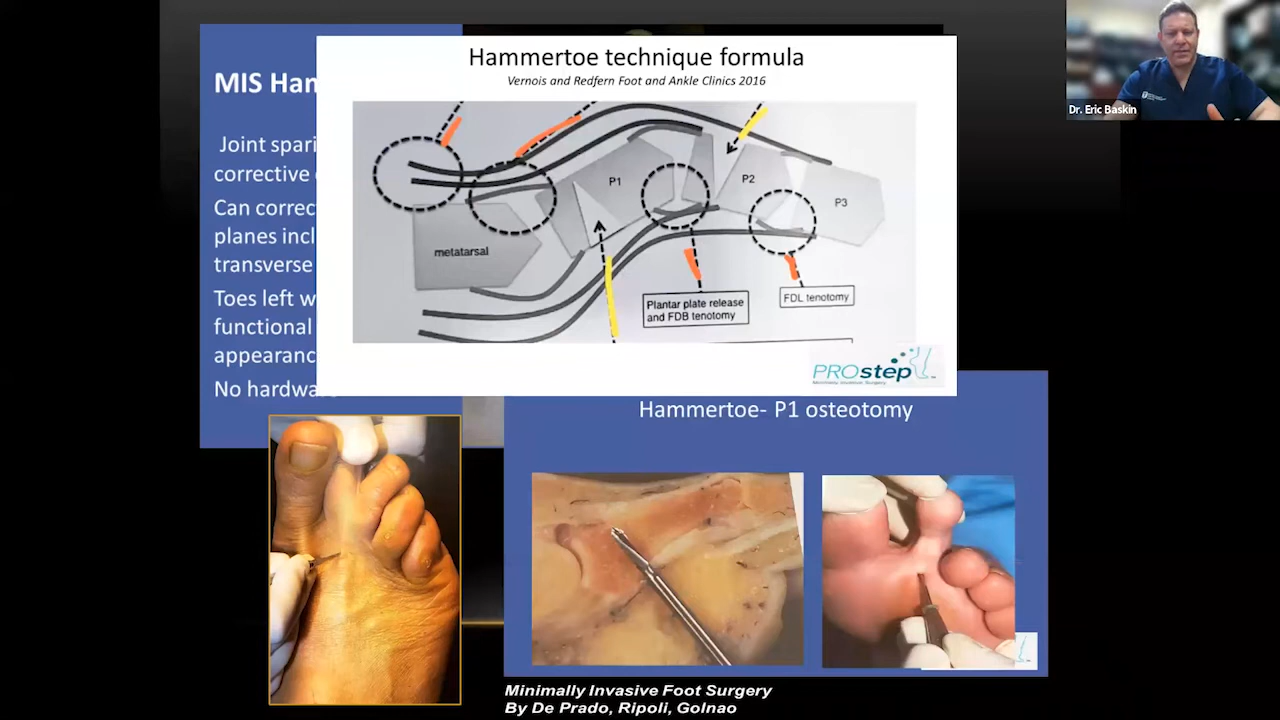 Hammertoe technique formula
Vernois and Redfern Foot and Ankle Clinics 2016
Dr. Eric Baskin
MIS Ham
Joint spari
corrective
Can correc
planes incl
transverse
Toes left w
functional
appearanc
No hardwa
P1
P2
P3
metatarsal
Plantar plate release
and FDB tenotomy
FDL tenotomy
PROstep
Minimally Invasive Surgery
Hammertoe- P1 osteotomy
Minimally Invasive Foot Surgery
By De Prado, Ripoli, Golnao